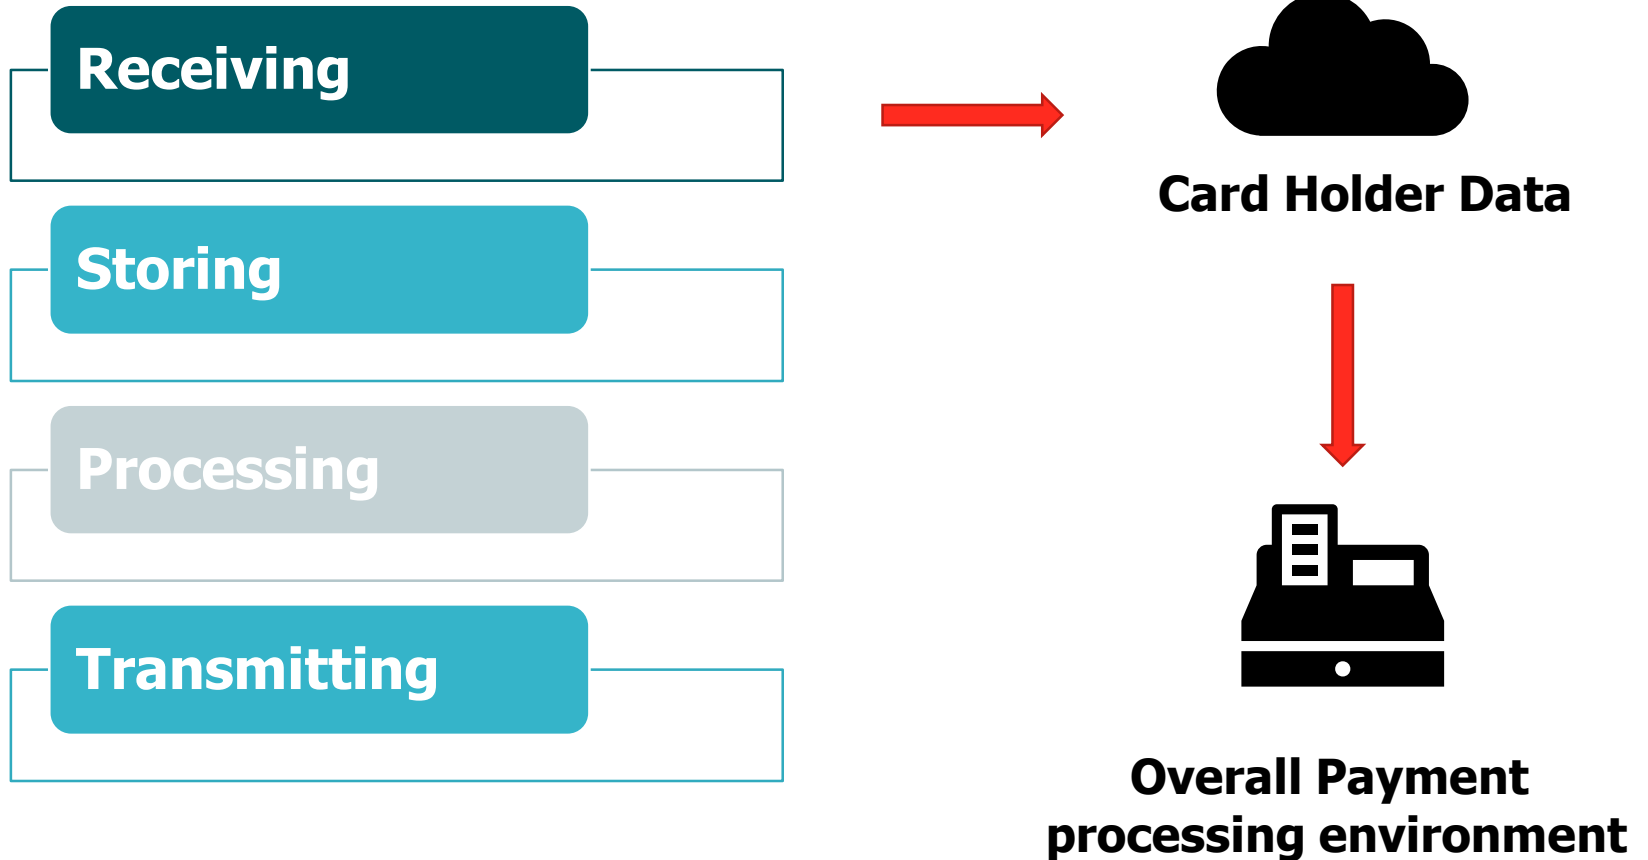 Receiving
Storing
Processing
Transmitting
Card Holder Data
Overall Payment
processing environment